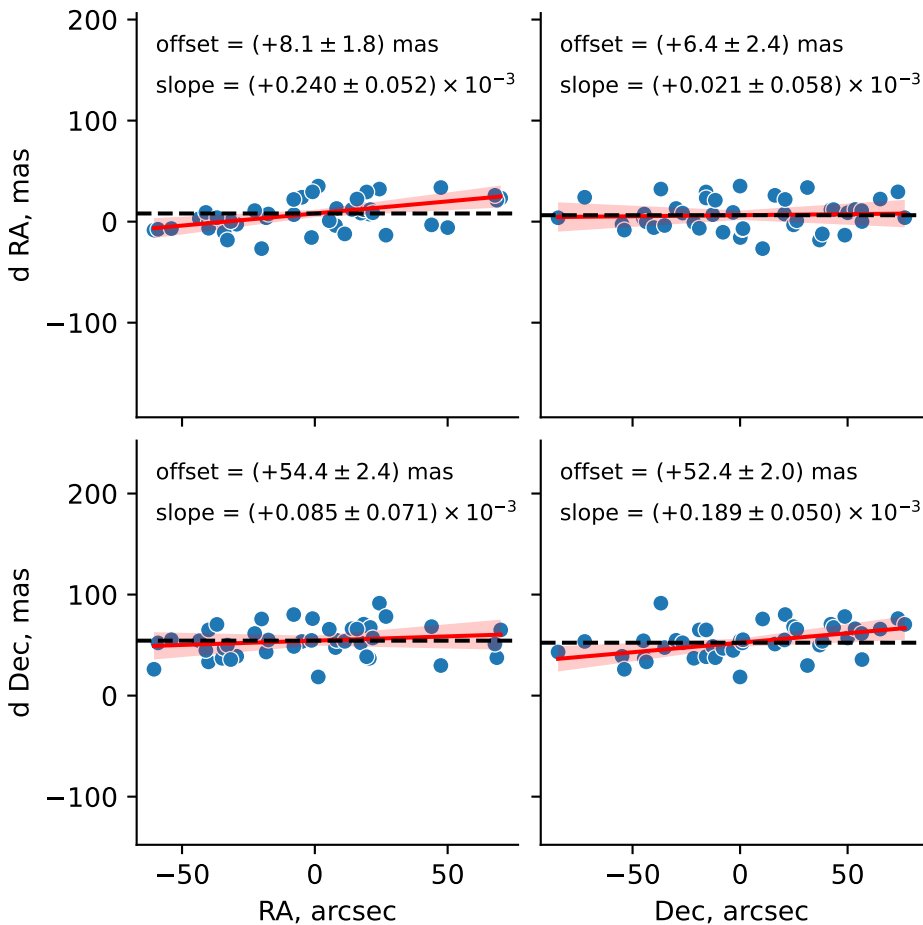 offset = (+8.1 ± 1.8) mas
slope = (+0.240 ± 0.052) × 10⁻³
offset = (+6.4 ± 2.4) mas
slope = (+0.021 ± 0.058) × 10⁻³
200
100
0
−100
d RA, mas
offset = (+54.4 ± 2.4) mas
slope = (+0.085 ± 0.071) × 10⁻³
offset = (+52.4 ± 2.0) mas
slope = (+0.189 ± 0.050) × 10⁻³
200
100
0
−100
d Dec, mas
−50 0 50
−50 0 50
RA, arcsec
Dec, arcsec